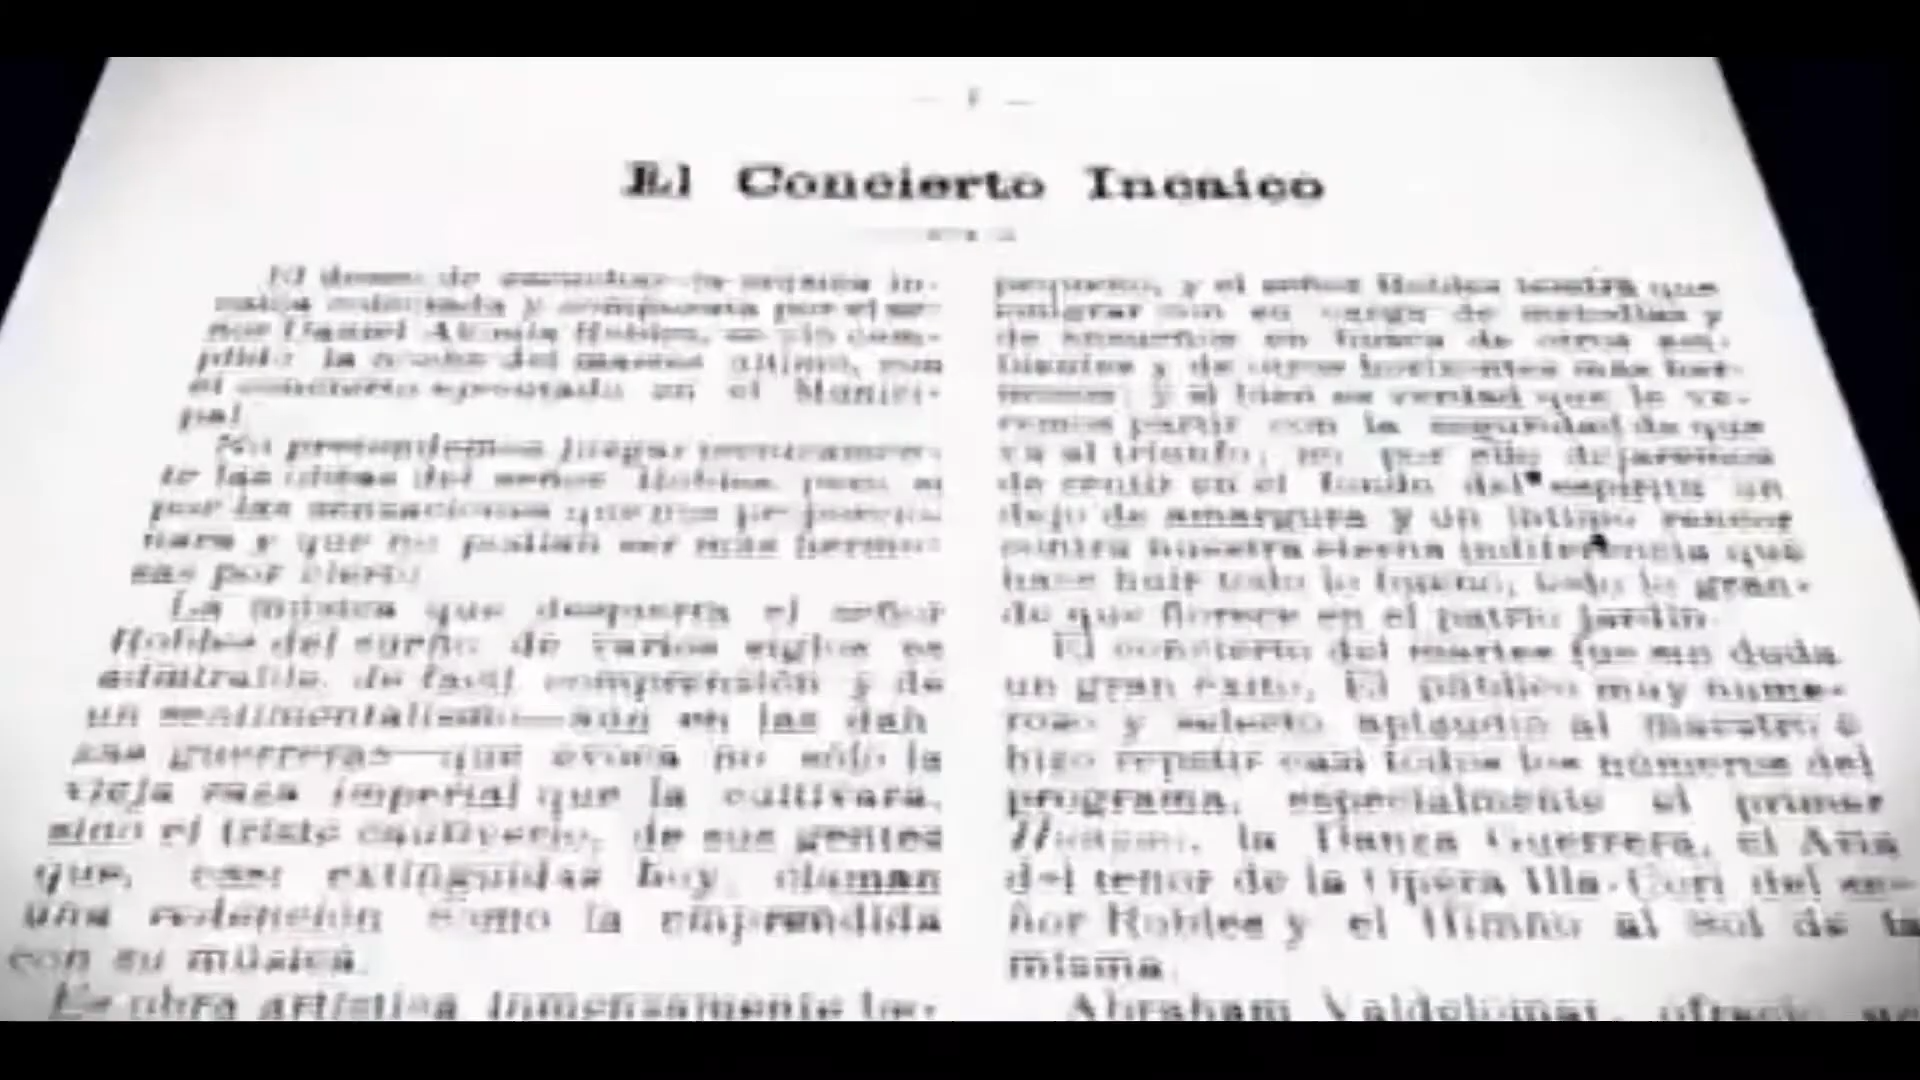 El Concierto Incaico
El deseo de escuchar la música in-
caica colectada y compuesta por el se-
ñor Daniel Alomía Robles, se vió cum-
plido la noche del martes último, con
el concierto ejecutado en el Munici-
pal.
No pretendemos juzgar técnicamen-
te las obras del señor Robles, pero sí
por las sensaciones que nos proporcio-
nara y que no podían ser más hermo-
sas por cierto.
La música que despierta el señor
Robles del sueño de varios siglos es
admirable, de fácil comprensión y de
un sentimentalismo—aún en las dan
zas guerreras—que evoca no sólo la
vieja raza imperial que la cultivara,
sino el triste cautiverio, de sus gentes
que, casi extinguidas hoy, claman
una redención como la emprendida
con su música.
Es obra artística inmensamente
pequeño, y el señor Robles tendrá que
emigrar con su carga de melodías y
de ensueños en busca de otros am-
bientes y de otros horizontes más her-
mosos; y si bien es verdad que le ve-
remos partir con la seguridad de que
va al triunfo, no por ello dejaremos
de sentir en el fondo del espíritu un
dejo de amargura y un íntimo rencor
contra nuestra eterna indiferencia que
hace huir todo lo bueno, todo lo gran-
de que florece en el patrio jardín.
El concierto del martes fue sin duda
un gran éxito. El público muy nume-
roso y selecto aplaudió al maestro é
hizo repetir casi todos los números del
programa, especialmente el primer
la Danza Guerrera, el Aria
del tenor de la Opera Illa-Cori del se-
ñor Robles y el Himno al Sol de la
misma.
Abraham Valdelomar, ofreció